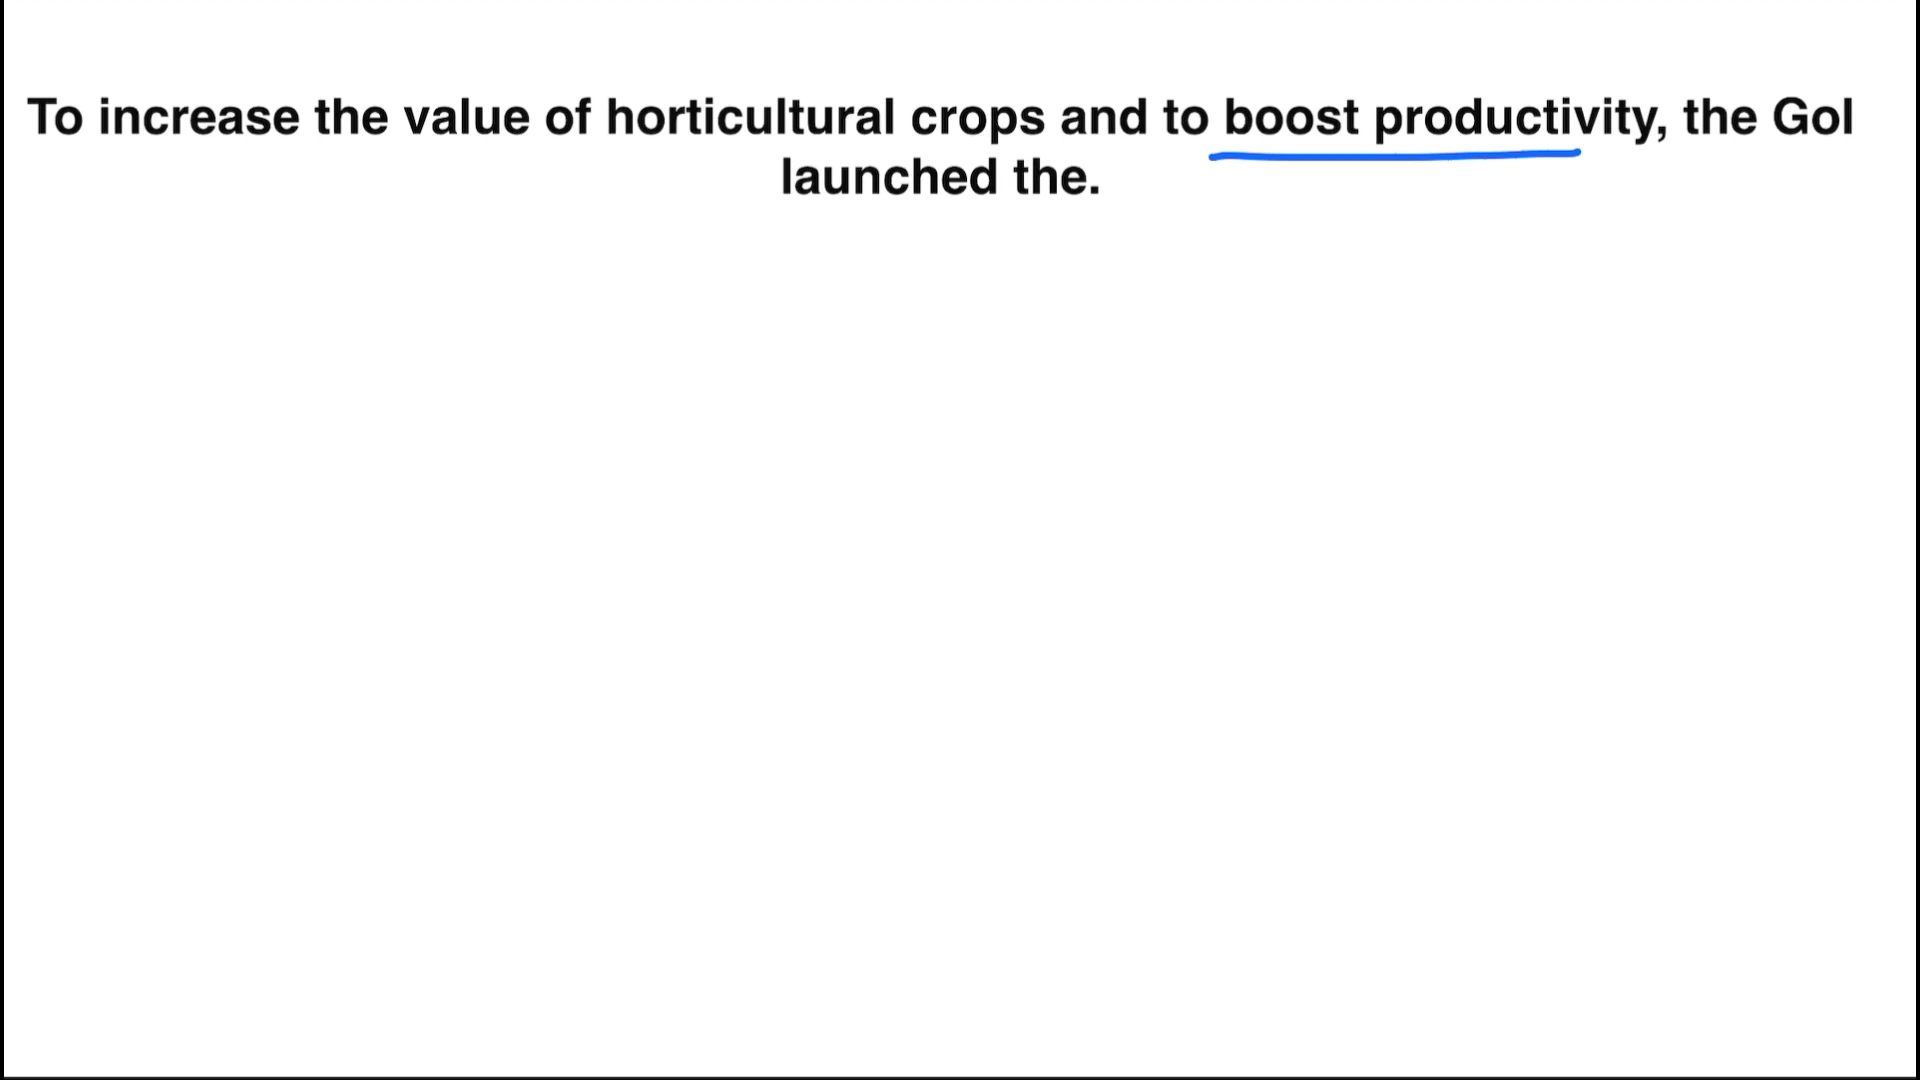 To increase the value of horticultural crops and to boost productivity, the GoI
launched the.